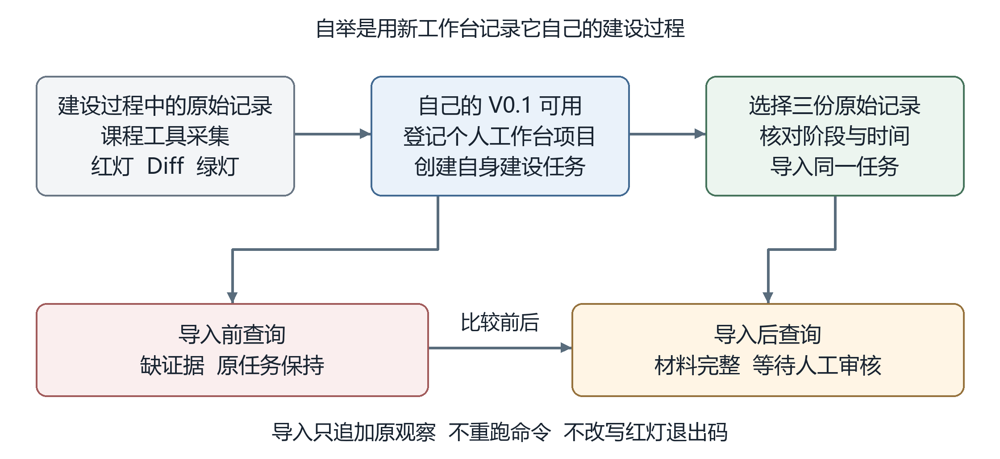 自举是用新工作台记录它自己的建设过程
建设过程中的原始记录
课程工具采集
红灯 Diff 绿灯
自己的 V0.1 可用
登记个人工作台项目
创建自身建设任务
选择三份原始记录
核对阶段与时间
导入同一任务
导入前查询
缺证据 原任务保持
比较前后
导入后查询
材料完整 等待人工审核
导入只追加原观察 不重跑命令 不改写红灯退出码